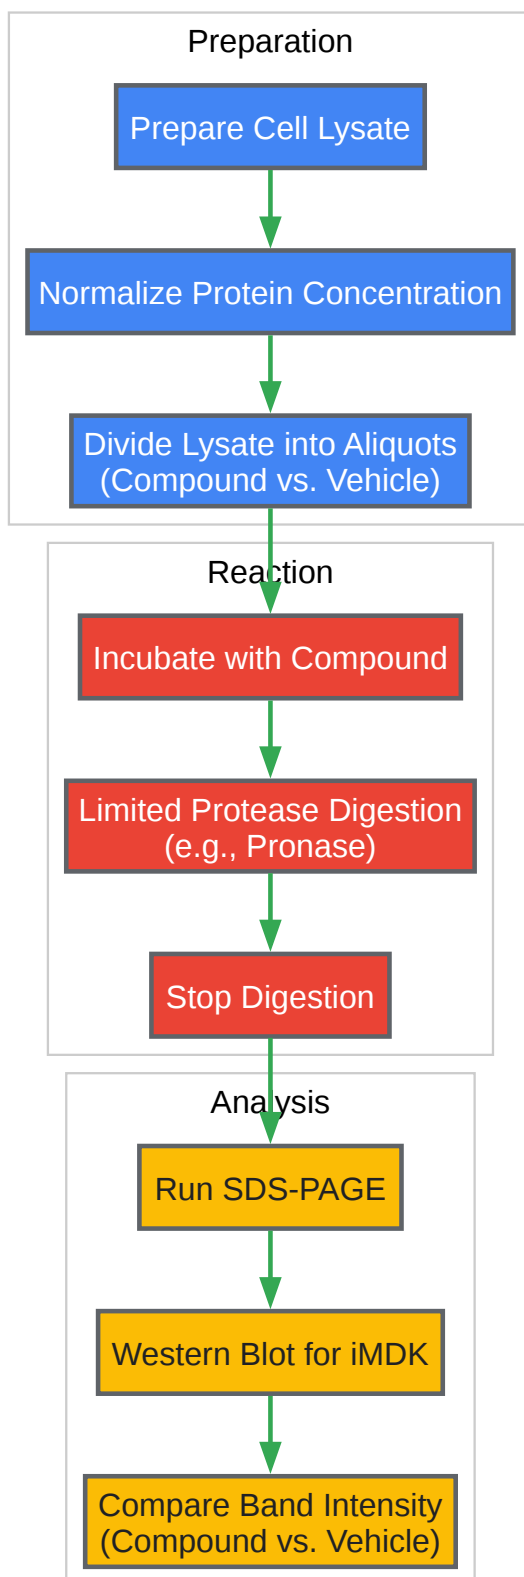 Preparation
Prepare Cell Lysate
Normalize Protein Concentration
Divide Lysate into Aliquots
(Compound vs. Vehicle)
Reaction
Incubate with Compound
Limited Protease Digestion
(e.g., Pronase)
Stop Digestion
Analysis
Run SDS-PAGE
Western Blot for iMDK
Compare Band Intensity
(Compound vs. Vehicle)